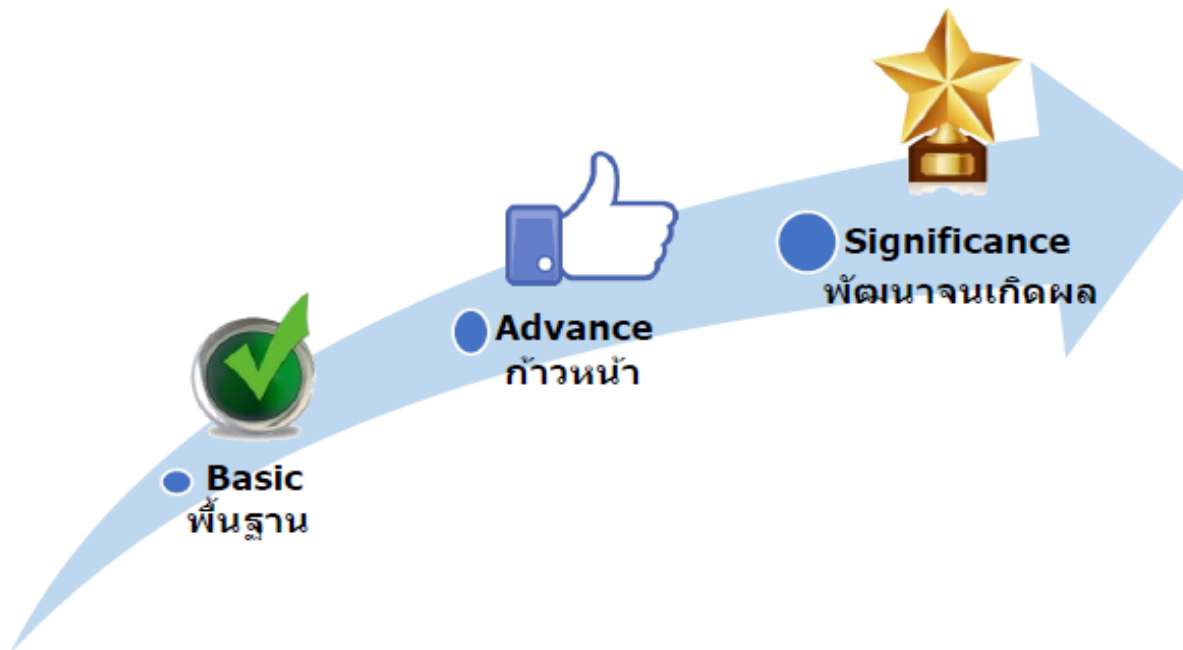 Significance
พัฒนาจนเกิดผล
Advance
ก้าวหน้า
Basic
พื้นฐาน